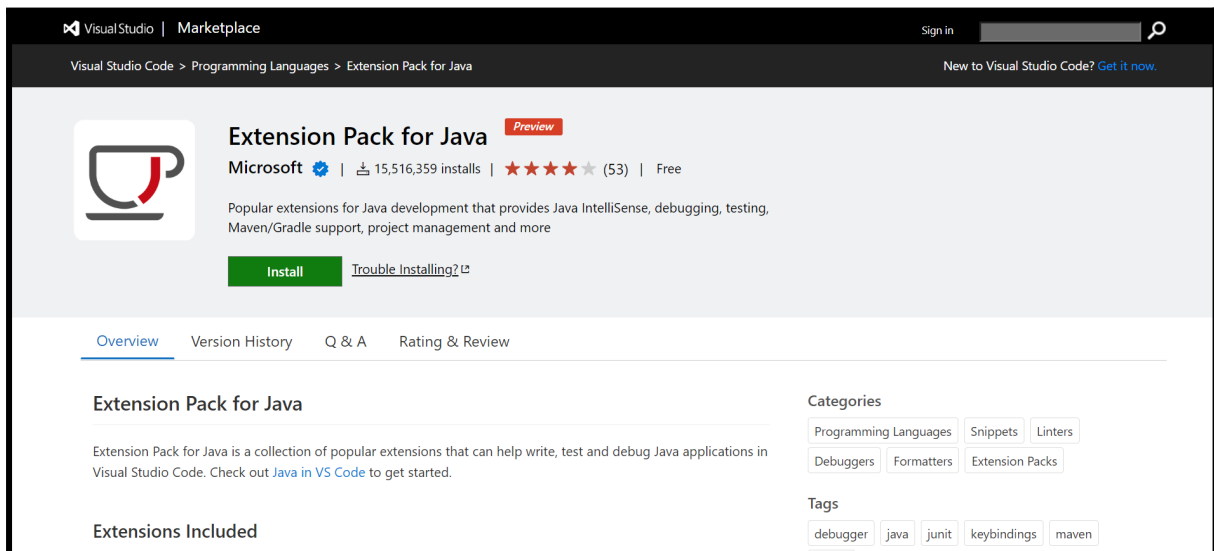 Visual Studio | Marketplace
Sign in
Visual Studio Code > Programming Languages > Extension Pack for Java
New to Visual Studio Code? Get it now.
Extension Pack for Java Preview
Microsoft | 15,516,359 installs | (53) | Free
Popular extensions for Java development that provides Java IntelliSense, debugging, testing,
Maven/Gradle support, project management and more
Install Trouble Installing?
Overview Version History Q & A Rating & Review
Extension Pack for Java
Extension Pack for Java is a collection of popular extensions that can help write, test and debug Java applications in
Visual Studio Code. Check out Java in VS Code to get started.
Extensions Included
Categories
Programming Languages Snippets Linters
Debuggers Formatters Extension Packs
Tags
debugger java junit keybindings maven